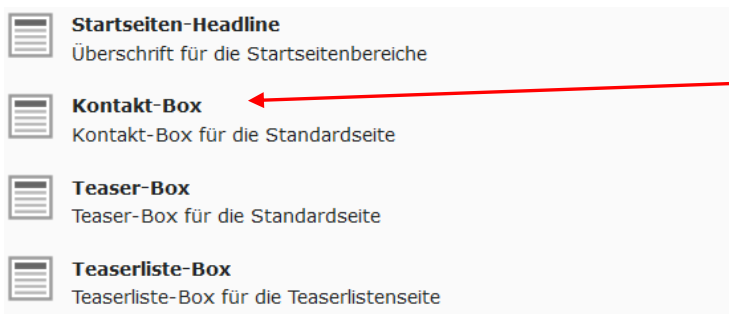 Startseiten-Headline
Überschrift für die Startseitenbereiche
Kontakt-Box
Kontakt-Box für die Standardseite
Teaser-Box
Teaser-Box für die Standardseite
Teaserliste-Box
Teaserliste-Box für die Teaserlistenseite